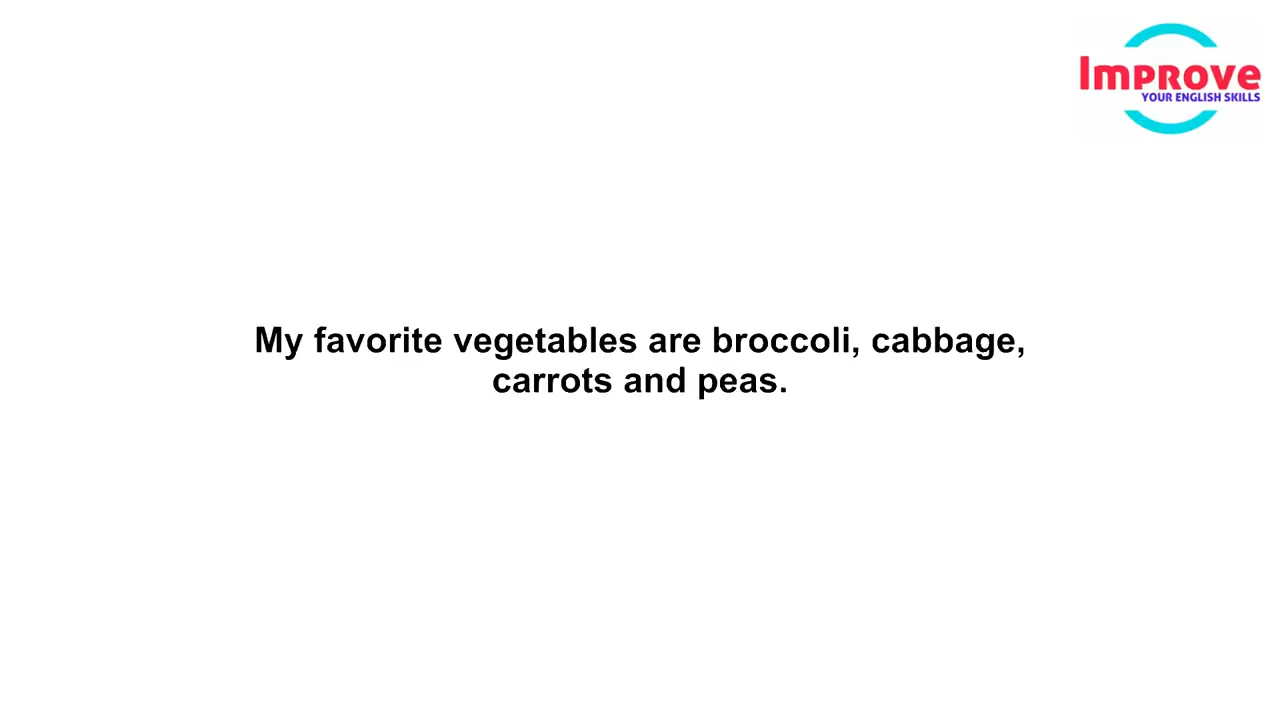 Improve
YOUR ENGLISH SKILLS
My favorite vegetables are broccoli, cabbage,
carrots and peas.